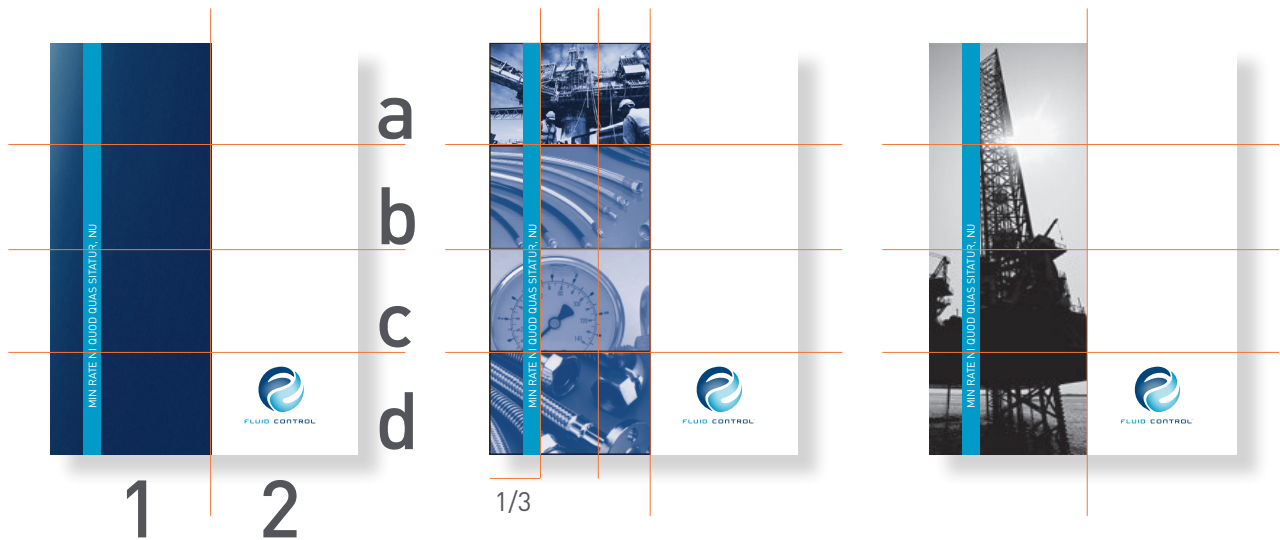 a
b
c
d
1 2
1/3
MIN RATE NI QUOD QUAS SITATUR, NU
FLUID CONTROL
MIN RATE NI QUOD QUAS SITATUR, NU
FLUID CONTROL
MIN RATE NI QUOD QUAS SITATUR, NU
FLUID CONTROL